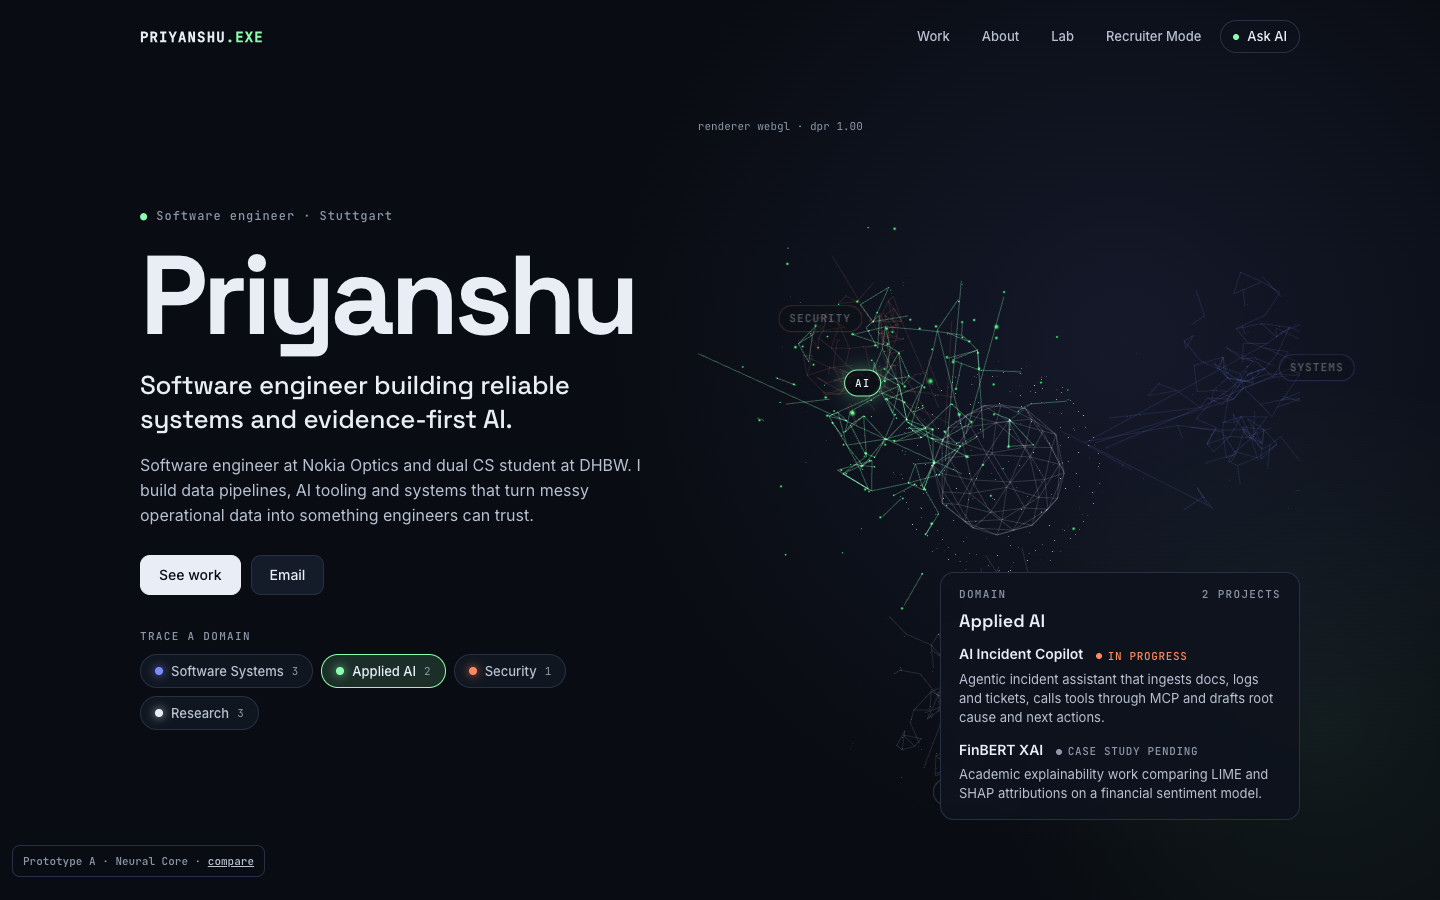 PRIYANSHU.EXE
Work
About
Lab
Recruiter Mode
Ask AI
renderer webgl · dpr 1.00
Software engineer · Stuttgart
Priyanshu
Software engineer building reliable
systems and evidence-first AI.
Software engineer at Nokia Optics and dual CS student at DHBW. I
build data pipelines, AI tooling and systems that turn messy
operational data into something engineers can trust.
See work
Email
TRACE A DOMAIN
Software Systems 3
Applied AI 2
Security 1
Research 3
SECURITY
AI
SYSTEMS
DOMAIN
2 PROJECTS
Applied AI
AI Incident Copilot
IN PROGRESS
Agentic incident assistant that ingests docs, logs
and tickets, calls tools through MCP and drafts root
cause and next actions.
FinBERT XAI
CASE STUDY PENDING
Academic explainability work comparing LIME and
SHAP attributions on a financial sentiment model.
Prototype A · Neural Core · compare